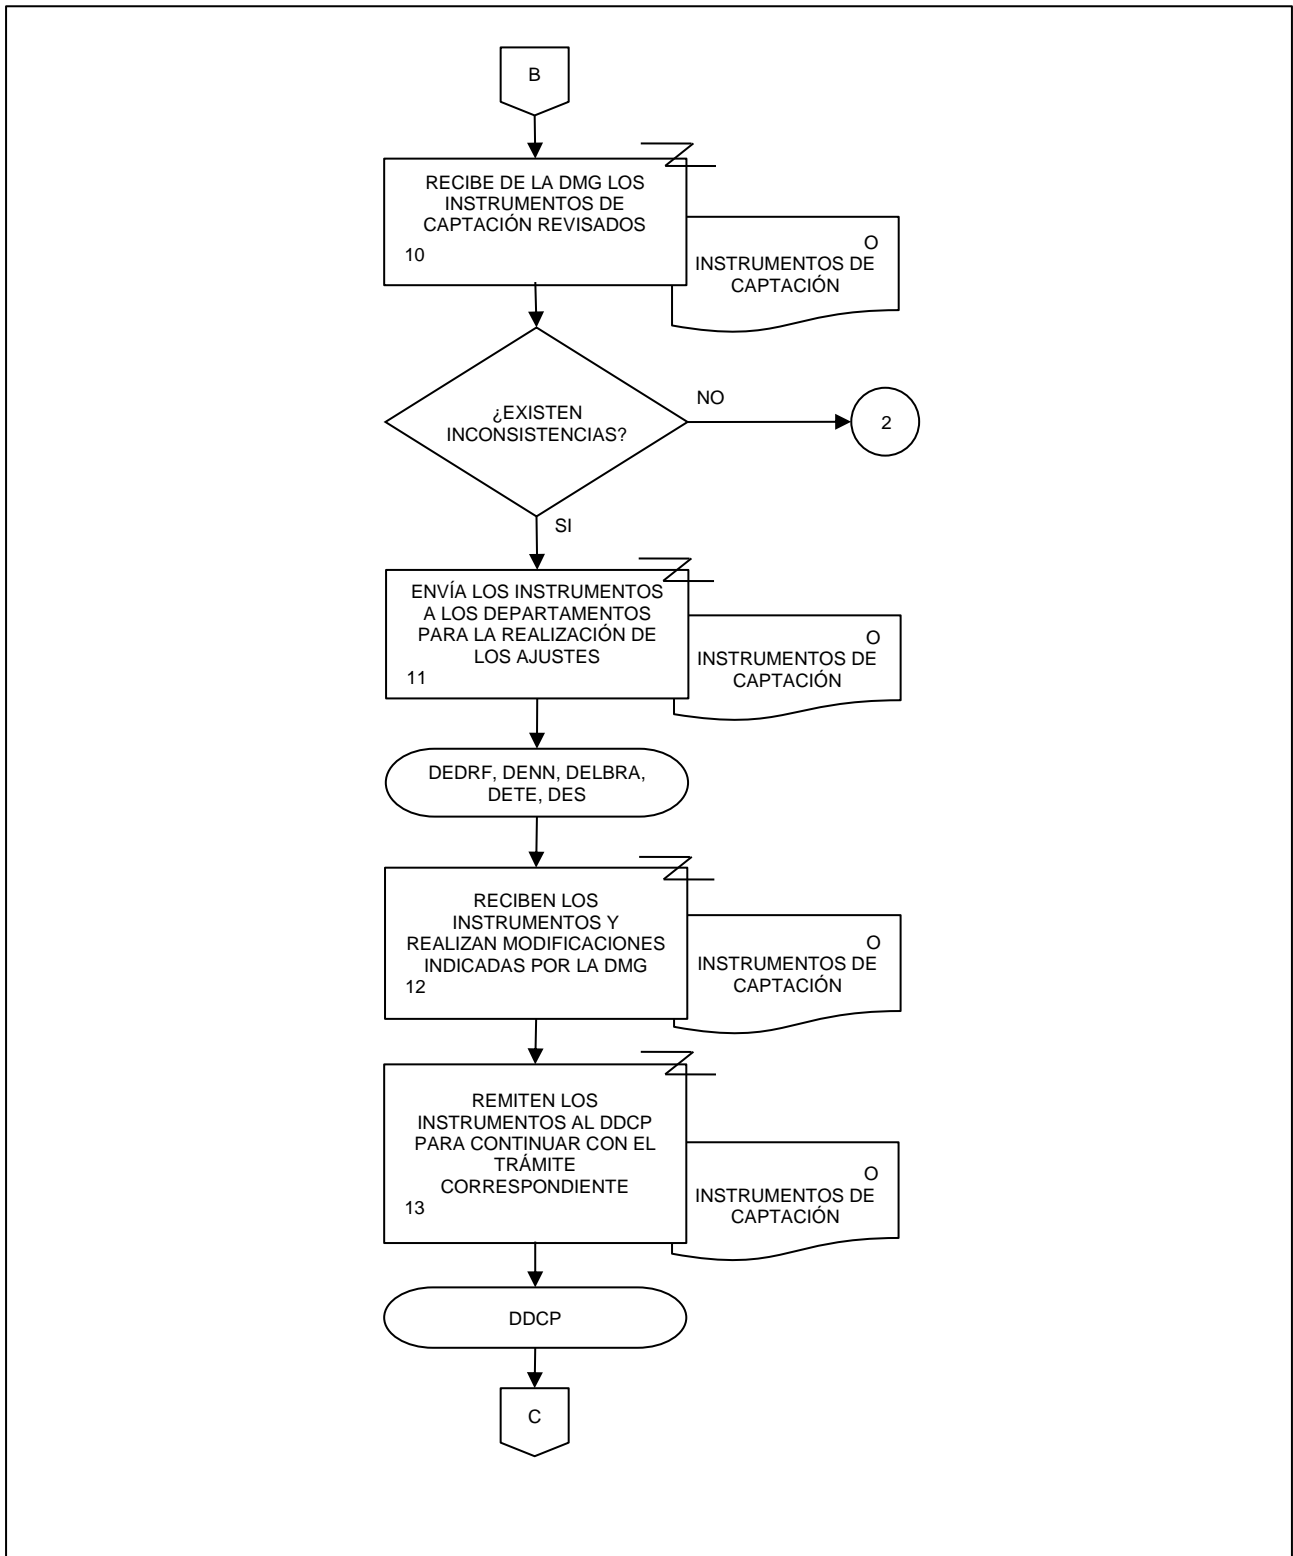 B
RECIBE DE LA DMG LOS
INSTRUMENTOS DE
CAPTACIÓN REVISADOS
10
O
INSTRUMENTOS DE
CAPTACIÓN
¿EXISTEN
INCONSISTENCIAS?
NO
2
SI
ENVÍA LOS INSTRUMENTOS
A LOS DEPARTAMENTOS
PARA LA REALIZACIÓN DE
LOS AJUSTES
11
O
INSTRUMENTOS DE
CAPTACIÓN
DEDRF, DENN, DELBRA,
DETE, DES
RECIBEN LOS
INSTRUMENTOS Y
REALIZAN MODIFICACIONES
INDICADAS POR LA DMG
12
O
INSTRUMENTOS DE
CAPTACIÓN
REMITEN LOS
INSTRUMENTOS AL DDCP
PARA CONTINUAR CON EL
TRÁMITE
CORRESPONDIENTE
13
O
INSTRUMENTOS DE
CAPTACIÓN
DDCP
C